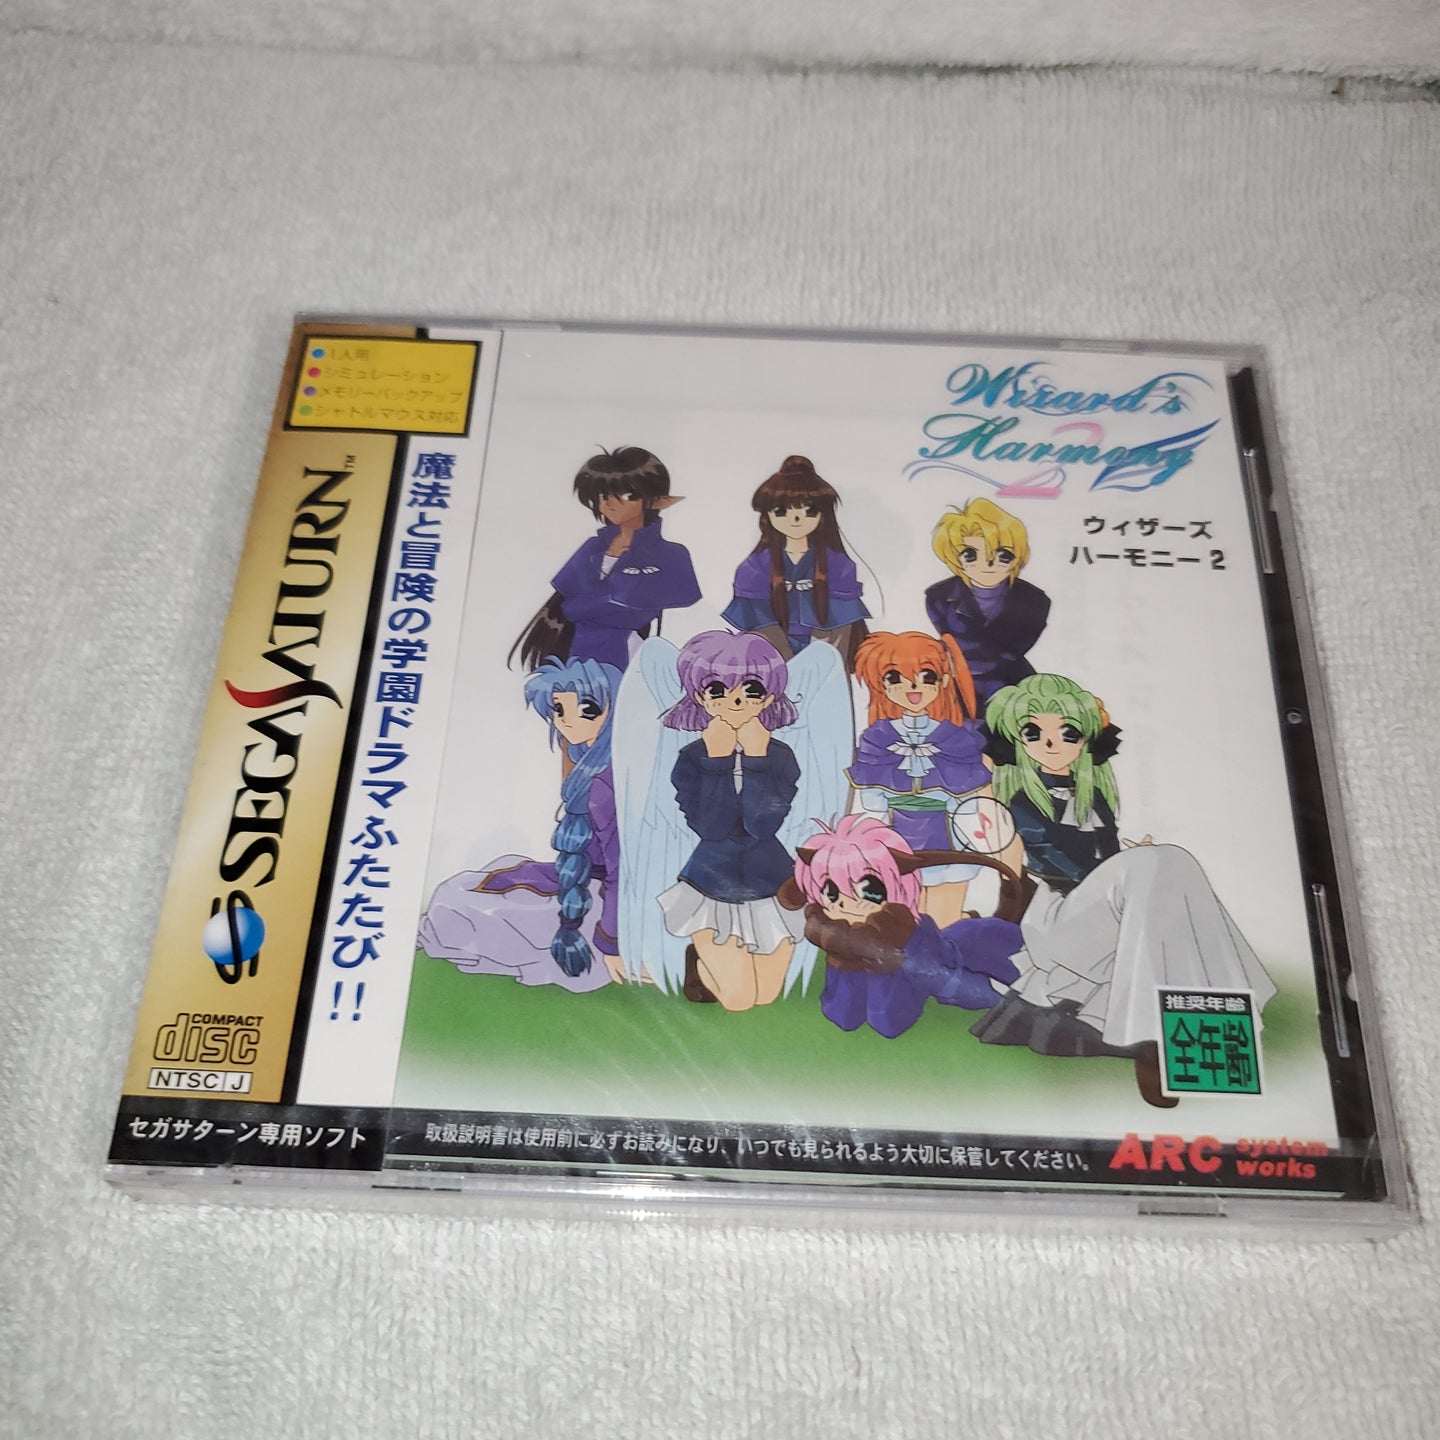 1人用
シミュレーション
メモリーバックアップ
シャトルマウス対応
SEGA SATURN™
COMPACT
disc
NTSC J
セガサターン専用ソフト
魔法と冒険の学園ドラマふたたび!!
Wizard's
Harmony
2
ウィザーズ
ハーモニー2
推奨年齢
全年齢
取扱説明書は使用前に必ずお読みになり、いつでも見られるよう大切に保管してください。
ARC system
works